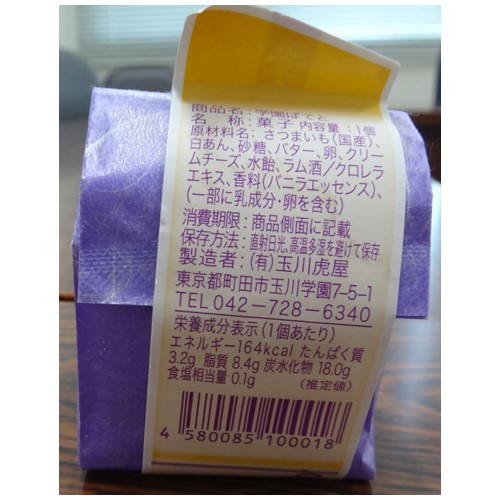 商品名:学園ぽてと
名　称:菓子 内容量:1個
原材料名:さつまいも(国産)、
白あん、砂糖、バター、卵、クリー
ムチーズ、水飴、ラム酒/クロレラ
エキス、香料(バニラエッセンス)、
(一部に乳成分・卵を含む)
消費期限:商品側面に記載
保存方法:直射日光、高温多湿を避けて保存
製造者:(有)玉川虎屋
東京都町田市玉川学園7-5-1
TEL042-728-6340
栄養成分表示(1個あたり)
エネルギー164kcal たんぱく質
3.2g 脂質 8.4g 炭水化物 18.0g
食塩相当量 0.1g (推定値)
4 580085 100018